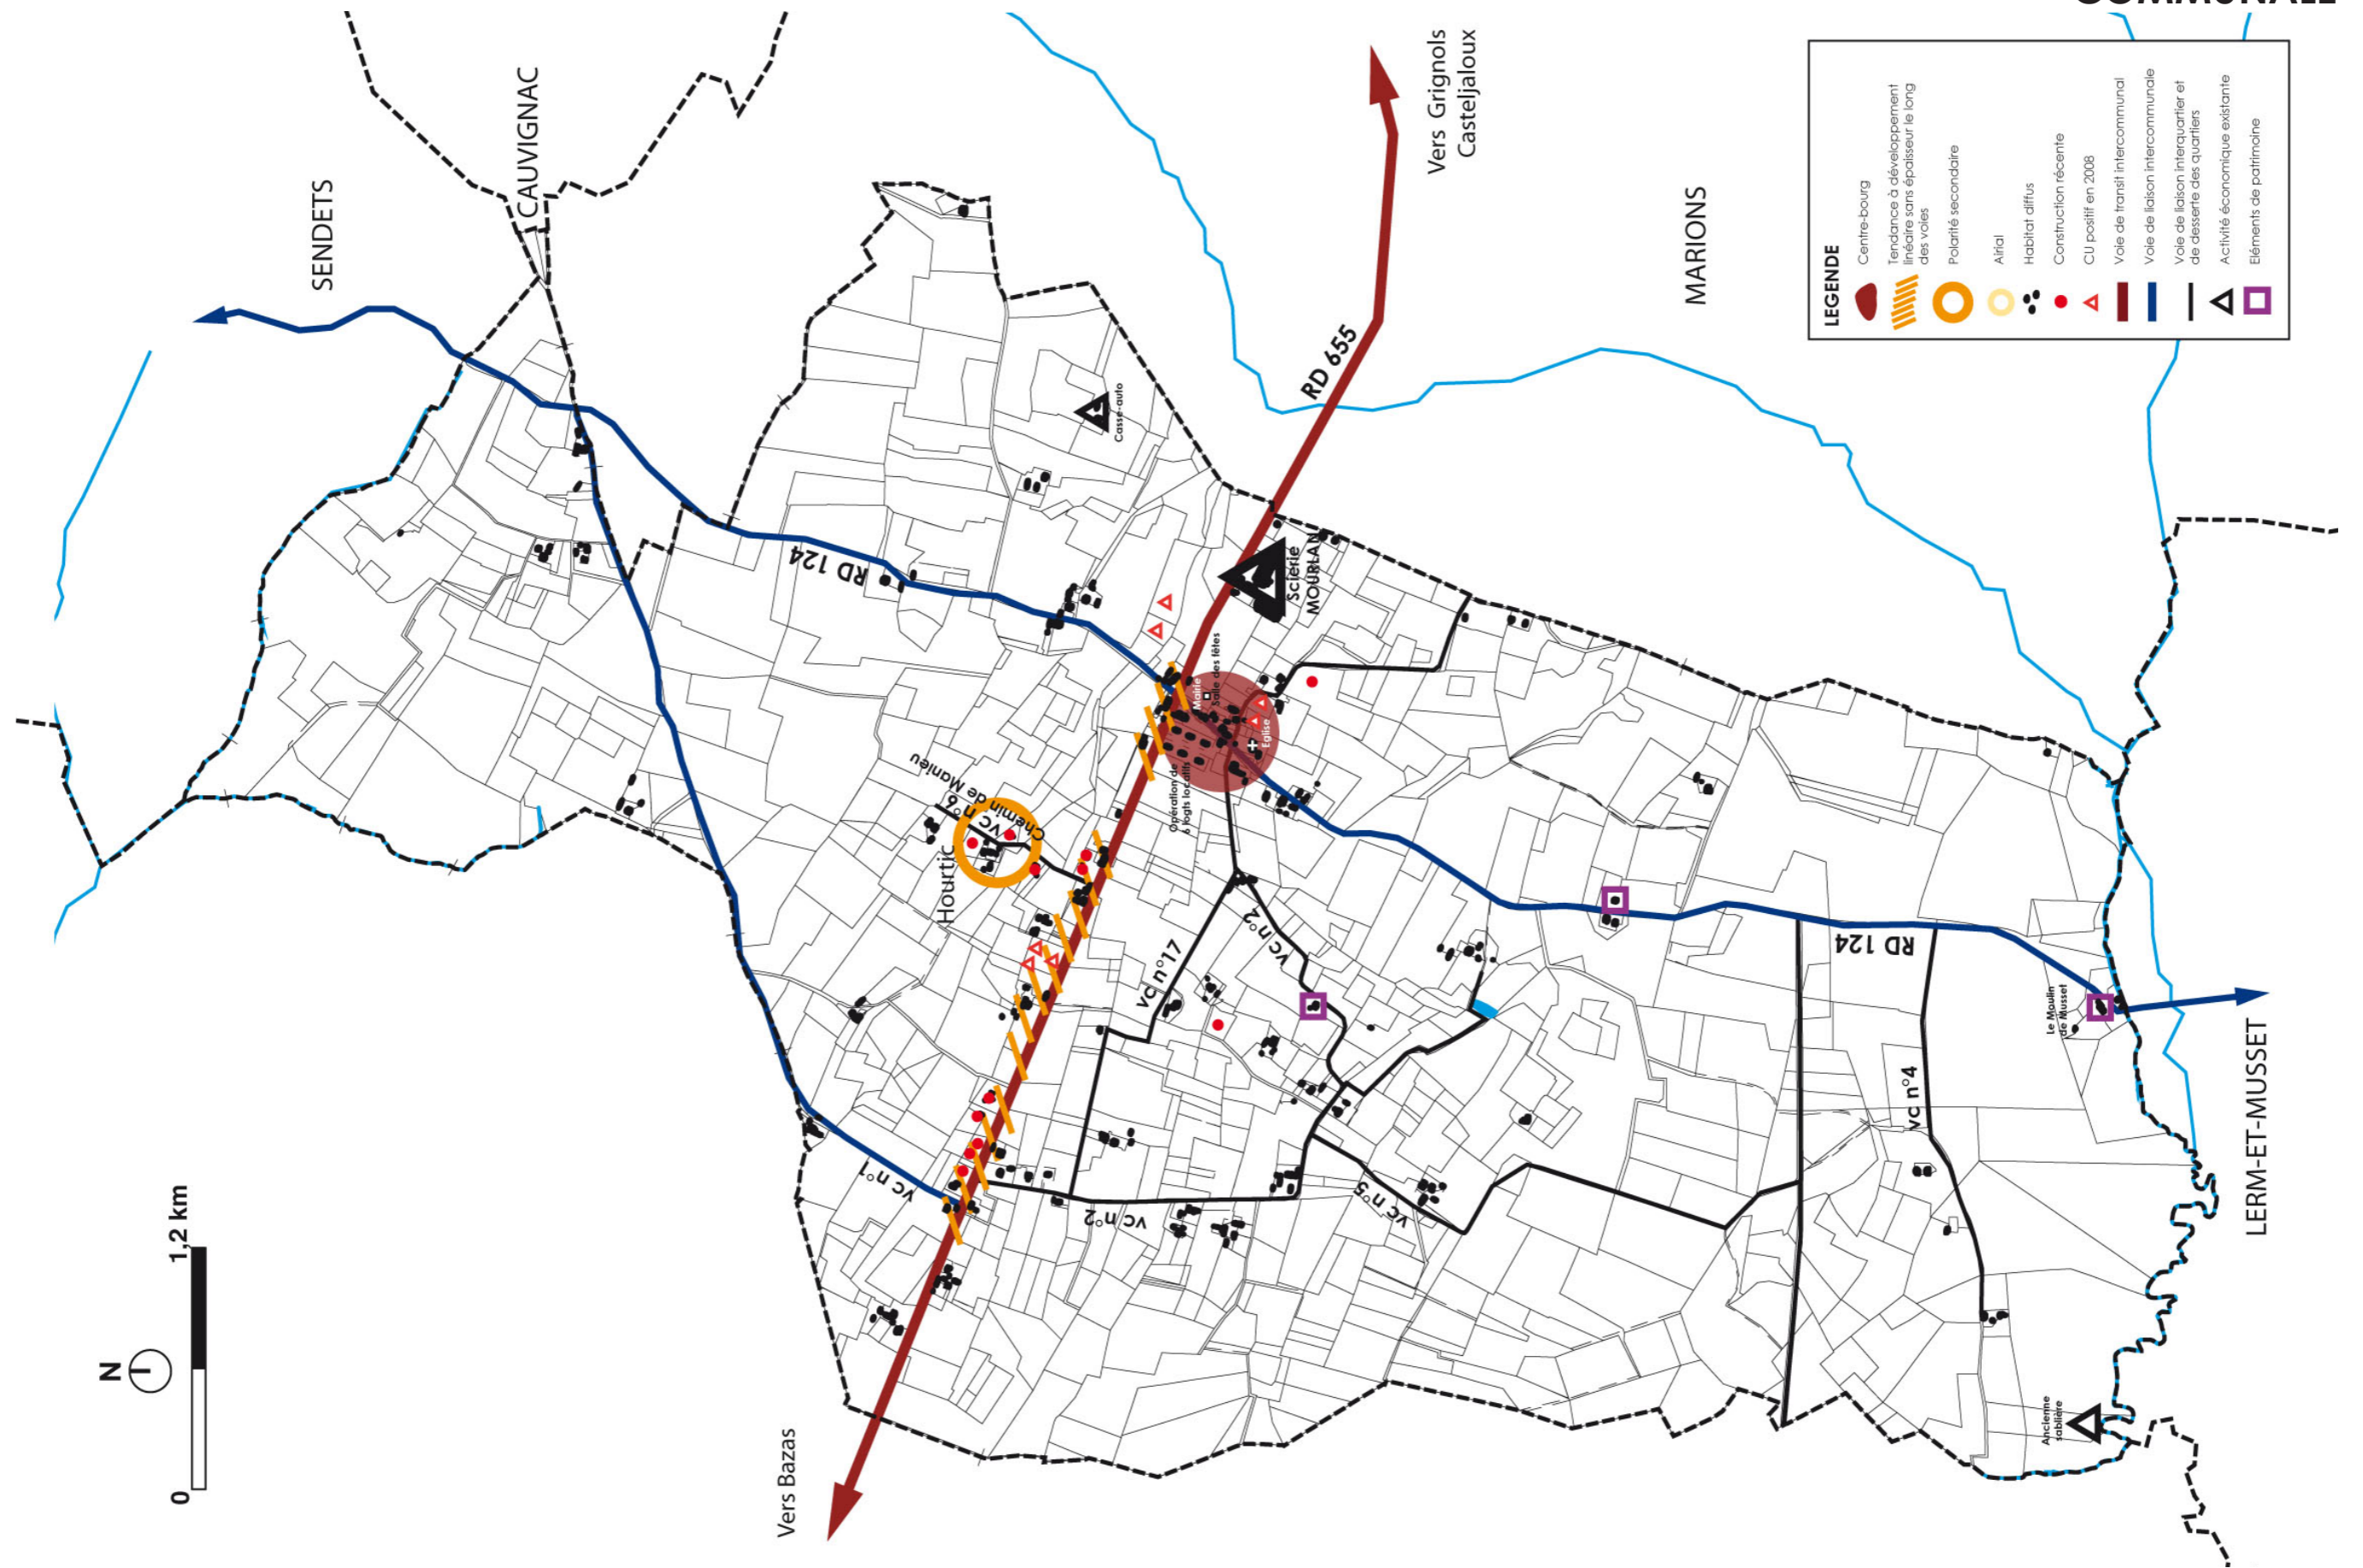 COMMUNALE
SENDETS
CAUVIGNAC
Vers Grignols
Casteljaloux
MARIONS
LERM-ET-MUSSET
Vers Bazas
N
0
1,2 km
RD 655
RD 124
RD 124
Casse-auto
Scierie
MOURLAN
Mairie
Salle des fêtes
Eglise
Opération de
6 logts locatifs
Hourtic
VC n°6
Chemin de Manieu
VC n°1
VC n°2
VC n°17
VC n°2
VC n°5
VC n°4
Le Moulin
de Musset
Ancienne
sablière
LEGENDE
Centre-bourg
Tendance à développement
linéaire sans épaisseur le long
des voies
Polarité secondaire
Airial
Habitat diffus
Construction récente
CU positif en 2008
Voie de transit intercommunal
Voie de liaison intercommunale
Voie de liaison interquartier et
de desserte des quartiers
Activité économique existante
Eléments de patrimoine